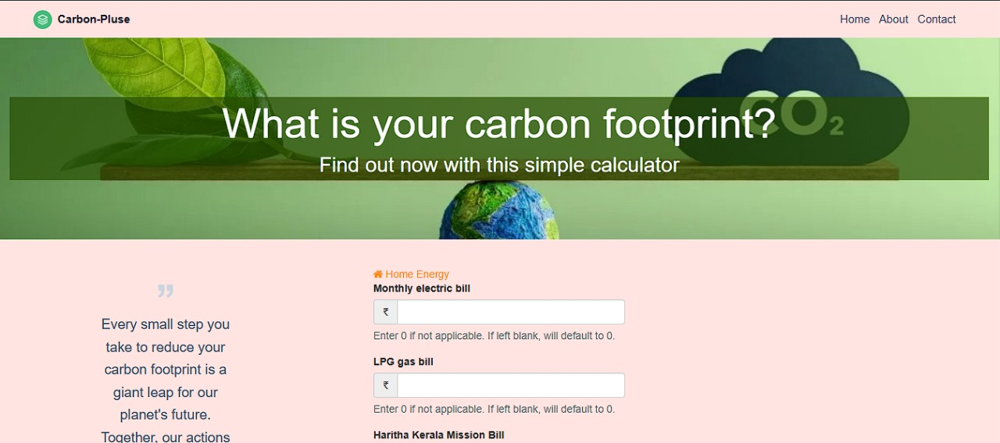 Carbon-Pluse
Home About Contact
CO2
What is your carbon footprint?
Find out now with this simple calculator
”
Every small step you
take to reduce your
carbon footprint is a
giant leap for our
planet's future.
Together, our actions
Home Energy
Monthly electric bill
₹
Enter 0 if not applicable. If left blank, will default to 0.
LPG gas bill
₹
Enter 0 if not applicable. If left blank, will default to 0.
Haritha Kerala Mission Bill